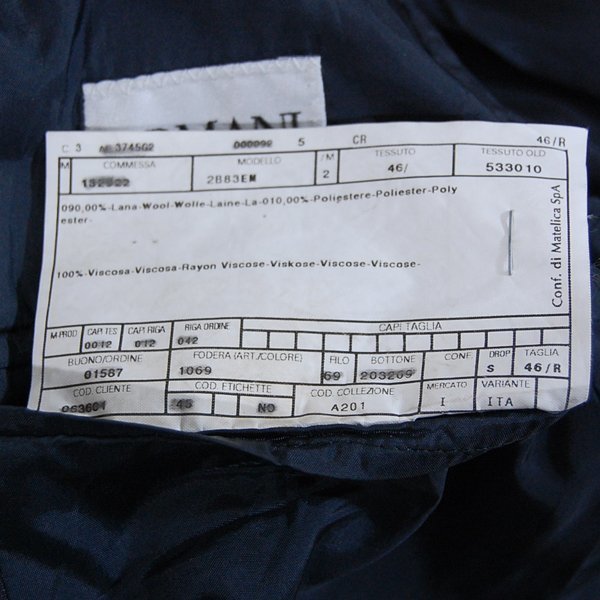 C. 3 NB 374502 000092 5 CR 46/R
M COMMESSA MODELLO /M TESSUTO TESSUTO OLD
2B83EM 2 46/ 533010
090,00%-Lana-Wool-Wolle-Laine-La-010,00%-Poliestere-Poliester-Poly
ester-
100%-Viscosa-Viscosa-Rayon Viscose-Viskose-Viscose-Viscose-
Conf. di Matelica SpA
M.PROD. CAPI TES CAPI RIGA RIGA ORDINE CAPI TAGLIA
0012 012 042
BUONO/ORDINE FODERA (ART./COLORE) FILO BOTTONE CONF. DROP TAGLIA
01587 1069 69 203209 S 46/R
COD. CLIENTE COD. ETICHETTE COD. COLLEZIONE MERCATO VARIANTE
063601 45 NO A201 I ITA